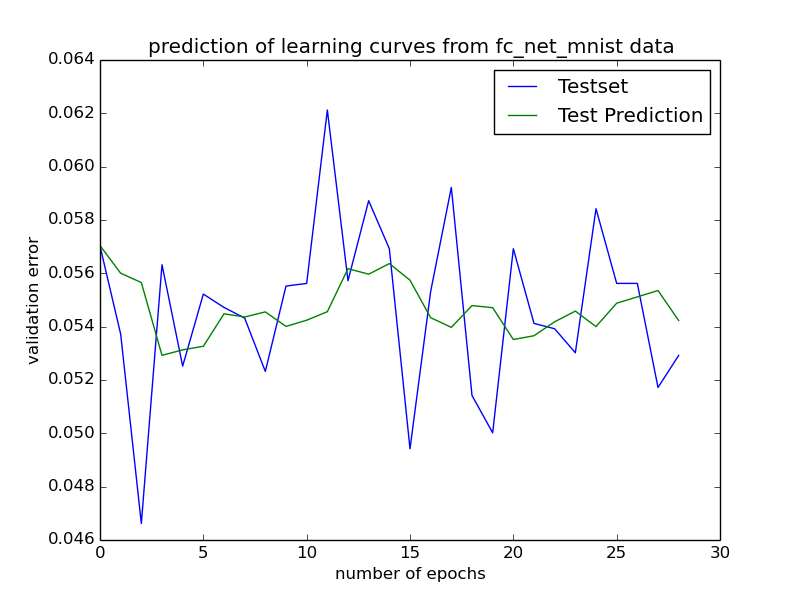 prediction of learning curves from fc_net_mnist data
Testset
Test Prediction
validation error
0.064
0.062
0.060
0.058
0.056
0.054
0.052
0.050
0.048
0.046
0 5 10 15 20 25 30
number of epochs